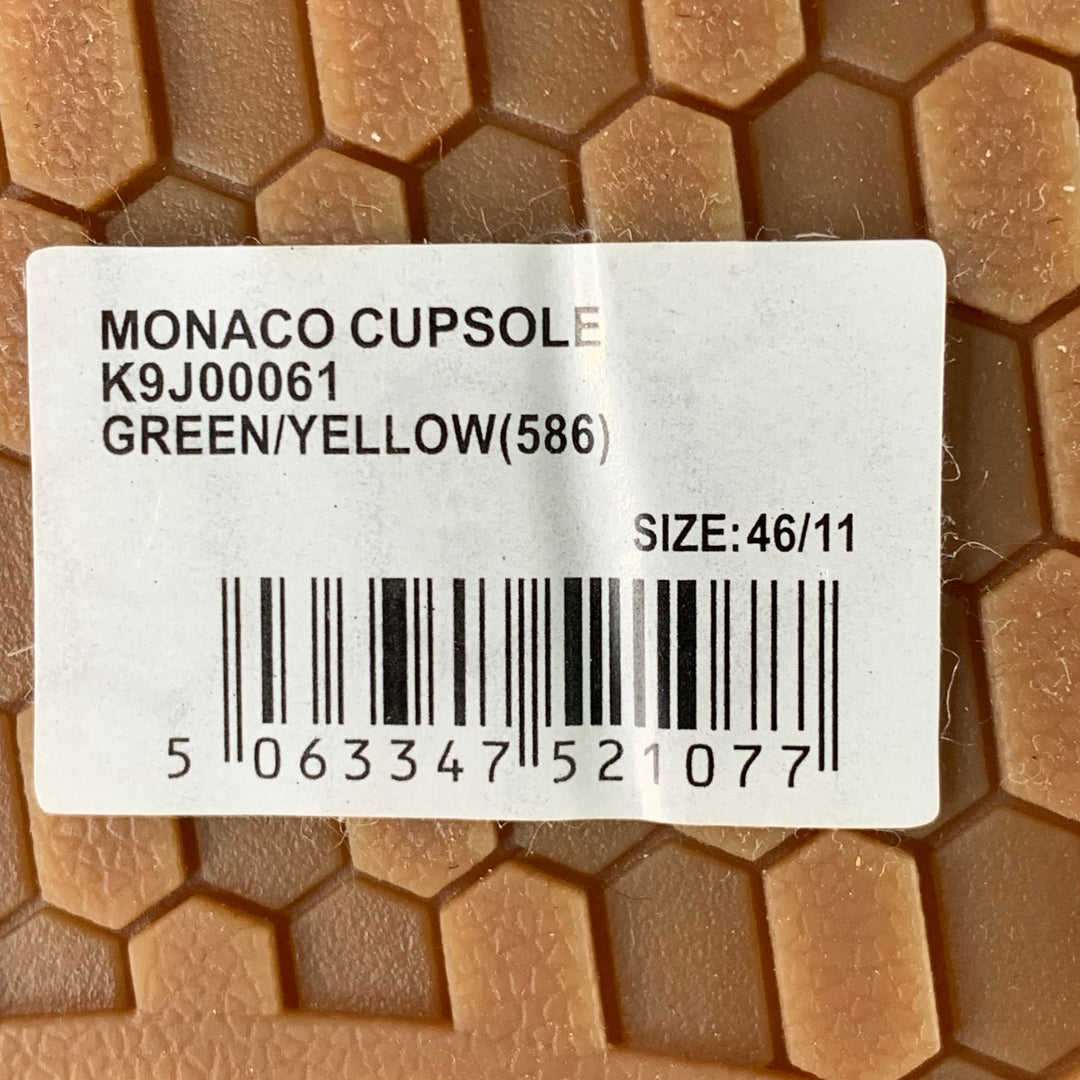 MONACO CUPSOLE
K9J00061
GREEN/YELLOW(586)
SIZE:46/11
5 063347 521077